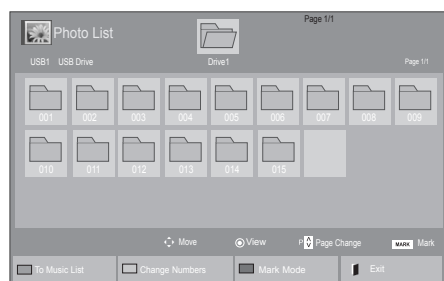 Photo List
Page 1/1
USB1 USB Drive
Drive1
Page 1/1
001 002 003 004 005 006 007 008 009
010 011 012 013 014 015
Move View P Page Change MARK Mark
To Music List Change Numbers Mark Mode Exit